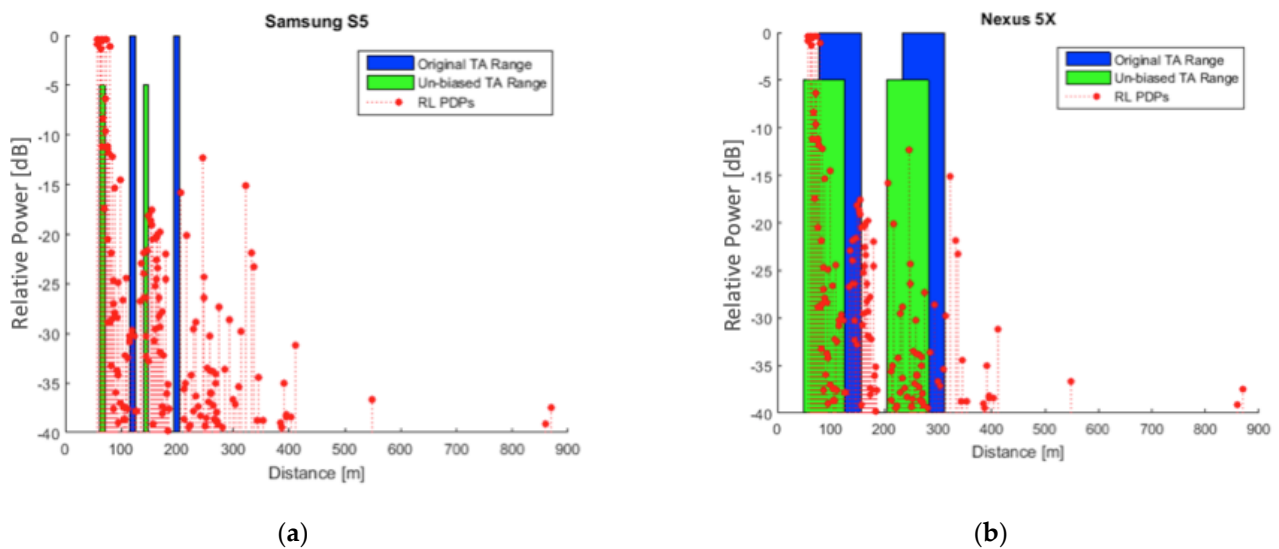 Samsung S5
0
-5
-10
-15
-20
-25
-30
-35
-40
Relative Power [dB]
Original TA Range
Un-biased TA Range
RL PDPs
0 100 200 300 400 500 600 700 800 900
Distance [m]
(a)
Nexus 5X
0
-5
-10
-15
-20
-25
-30
-35
-40
Relative Power [dB]
Original TA Range
Un-biased TA Range
RL PDPs
0 100 200 300 400 500 600 700 800 900
Distance [m]
(b)